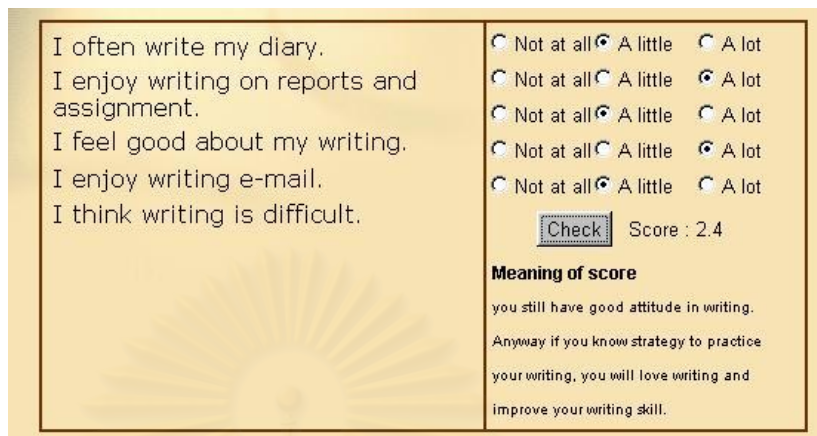 I often write my diary.
I enjoy writing on reports and
assignment.
I feel good about my writing.
I enjoy writing e-mail.
I think writing is difficult.
Not at all A little A lot
Not at all A little A lot
Not at all A little A lot
Not at all A little A lot
Not at all A little A lot
Check Score : 2.4
Meaning of score
you still have good attitude in writing.
Anyway if you know strategy to practice
your writing, you will love writing and
improve your writing skill.